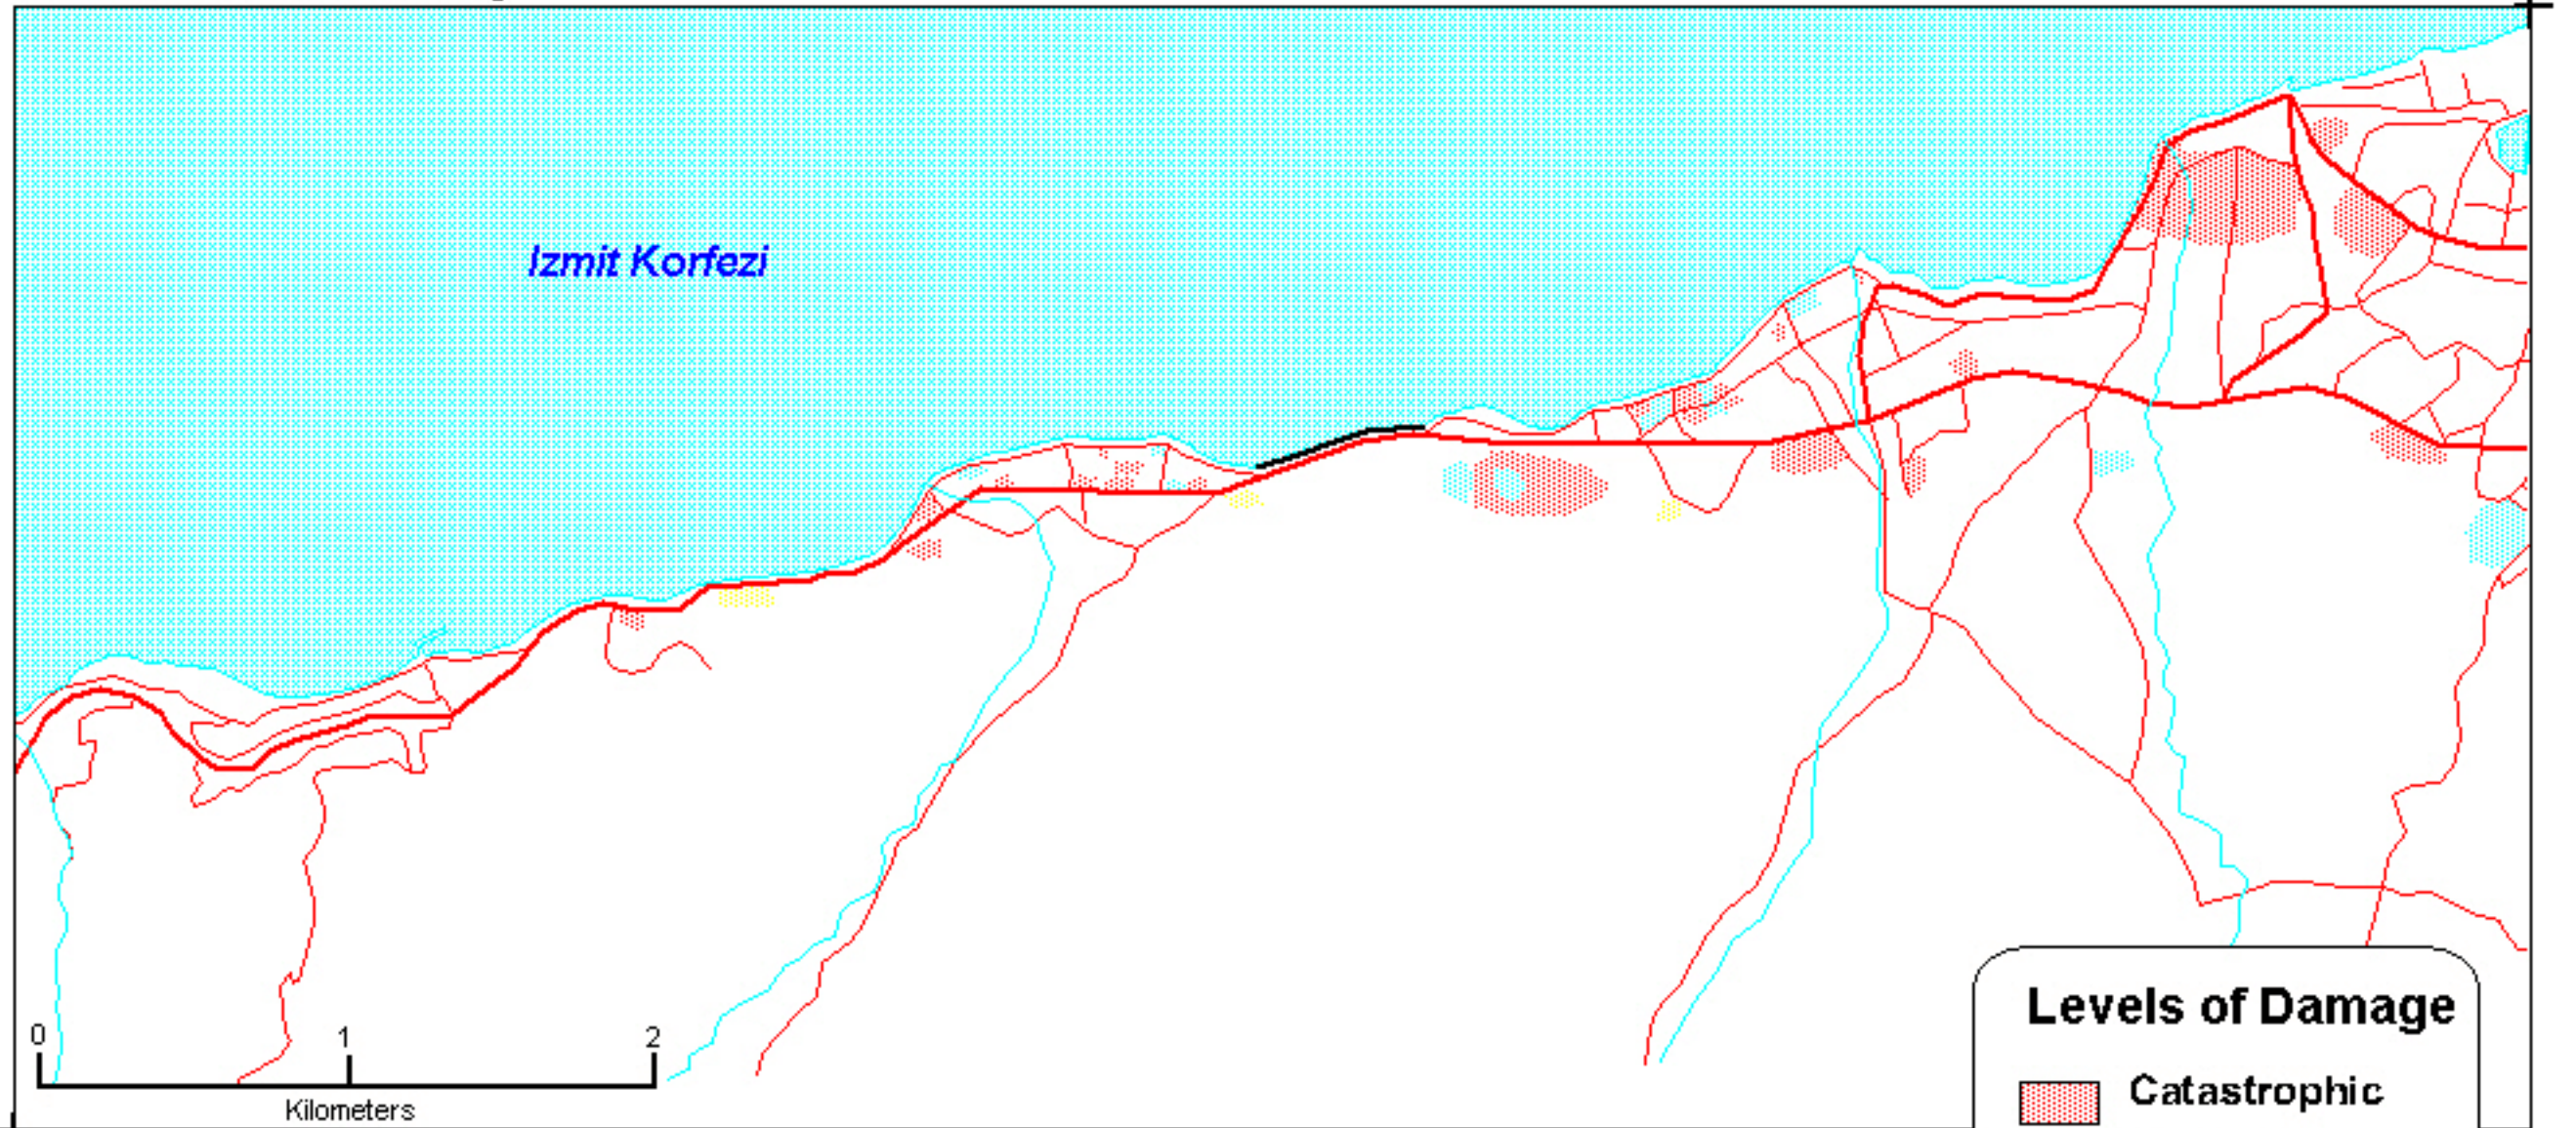 Izmit Korfezi
0 1 2
Kilometers
Levels of Damage
Catastrophic